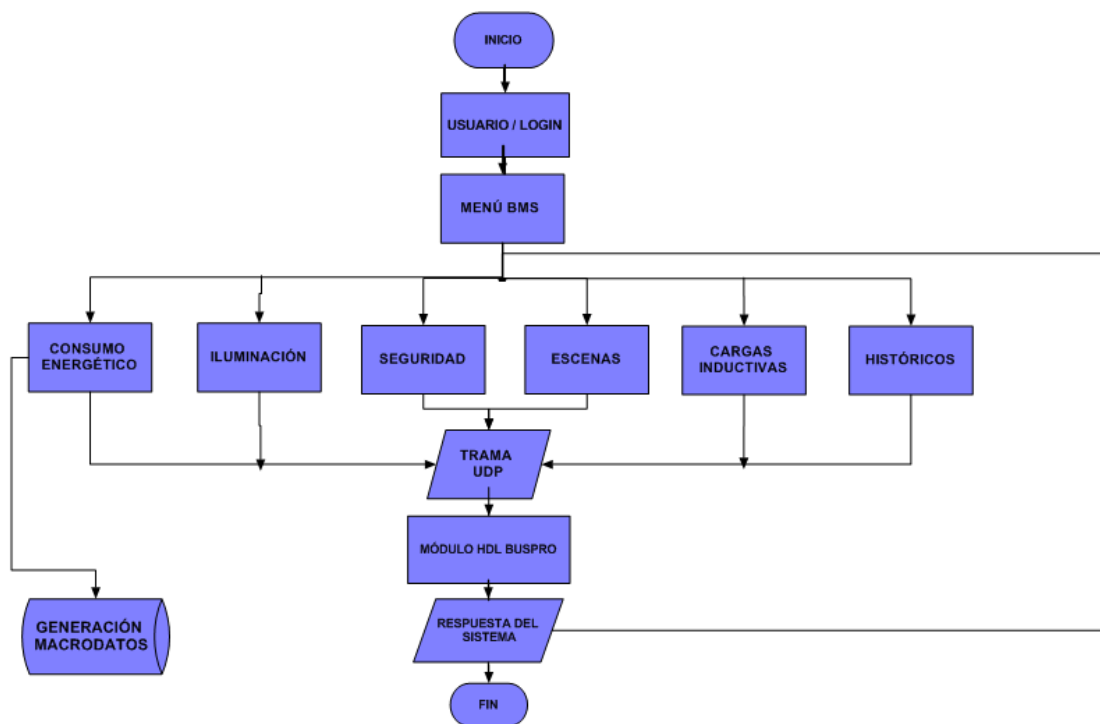 INICIO
USUARIO / LOGIN
MENÚ BMS
CONSUMO
ENERGÉTICO
ILUMINACIÓN
SEGURIDAD
ESCENAS
CARGAS
INDUCTIVAS
HISTÓRICOS
TRAMA
UDP
MÓDULO HDL BUSPRO
GENERACIÓN
MACRODATOS
RESPUESTA DEL
SISTEMA
FIN